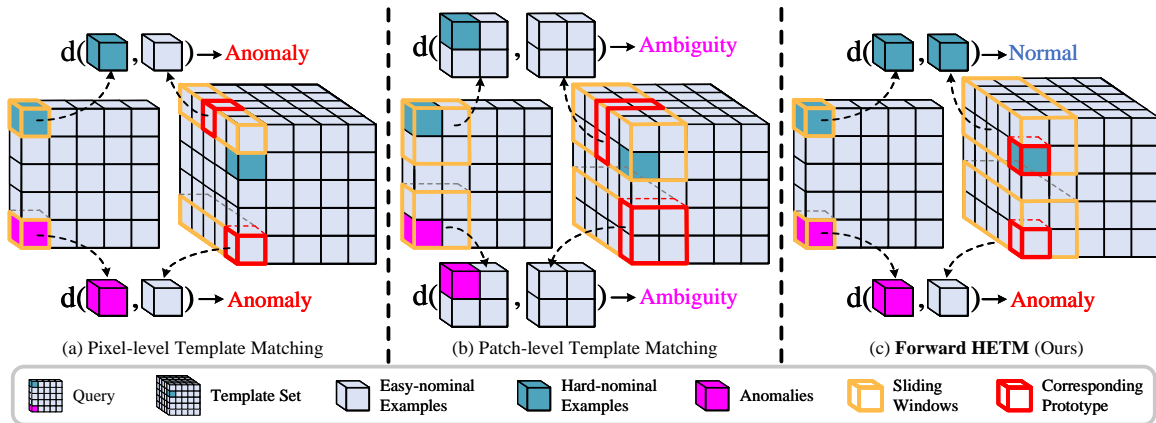 d( , ) → Anomaly
d( , ) → Ambiguity
d( , ) → Normal
d( , ) → Anomaly
d( , ) → Ambiguity
d( , ) → Anomaly
(a) Pixel-level Template Matching
(b) Patch-level Template Matching
(c) Forward HETM (Ours)
Query
Template Set
Easy-nominal
Examples
Hard-nominal
Examples
Anomalies
Sliding
Windows
Corresponding
Prototype